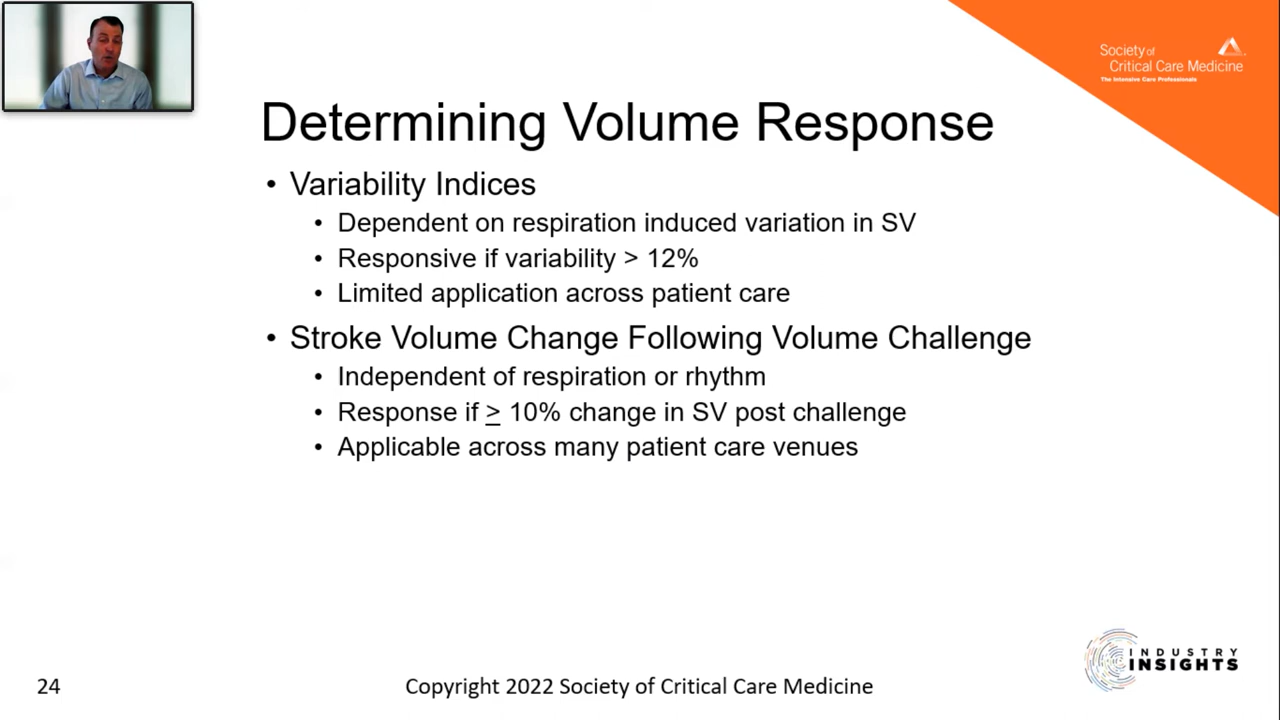 Society of
Critical Care Medicine
The Intensive Care Professionals
Determining Volume Response
• Variability Indices
• Dependent on respiration induced variation in SV
• Responsive if variability > 12%
• Limited application across patient care
• Stroke Volume Change Following Volume Challenge
• Independent of respiration or rhythm
• Response if ≥ 10% change in SV post challenge
• Applicable across many patient care venues
INDUSTRY
INSIGHTS
24
Copyright 2022 Society of Critical Care Medicine